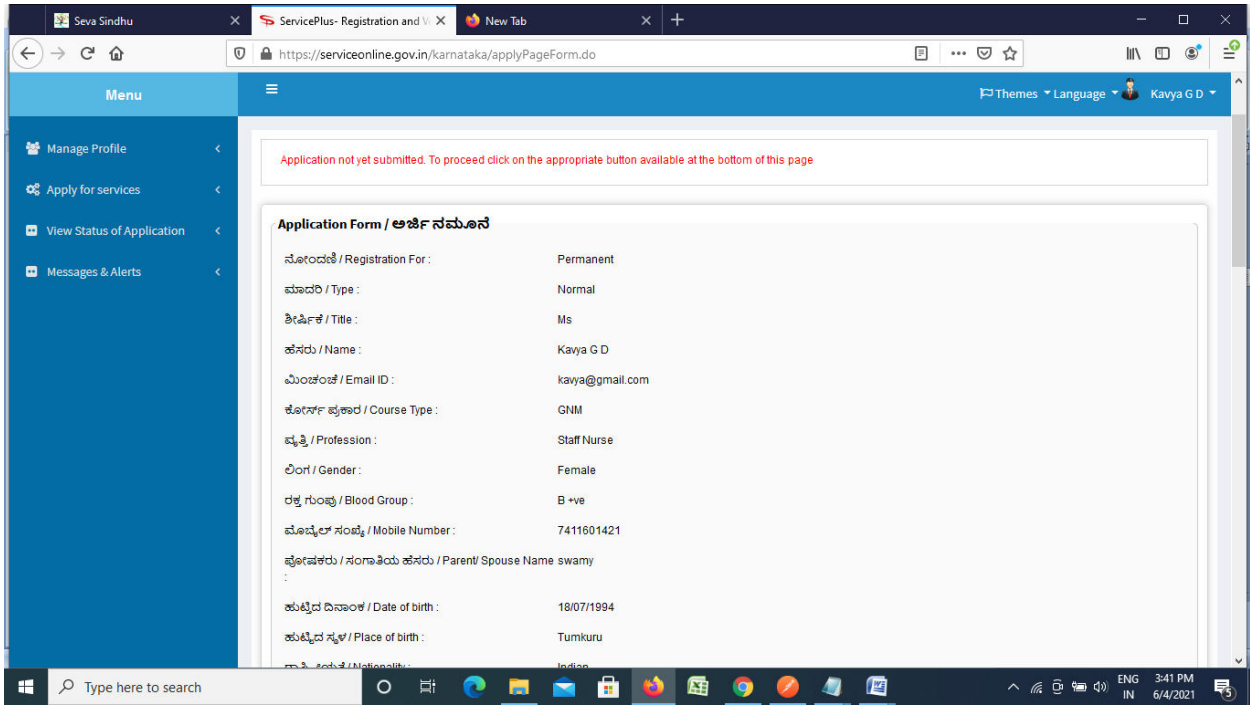 Seva Sindhu
ServicePlus- Registration and V
New Tab
https://serviceonline.gov.in/karnataka/applyPageForm.do
Menu
Themes Language Kavya G D
Manage Profile
Apply for services
View Status of Application
Messages & Alerts
Application not yet submitted. To proceed click on the appropriate button available at the bottom of this page
Application Form / ಅರ್ಜಿ ನಮೂನೆ
ನೋಂದಣಿ / Registration For : Permanent
ಮಾದರಿ / Type : Normal
ಶೀರ್ಷಿಕೆ / Title : Ms
ಹೆಸರು / Name : Kavya G D
ಮಿಂಚಂಚೆ / Email ID : kavya@gmail.com
ಕೋರ್ಸ್ ಪ್ರಕಾರ / Course Type : GNM
ವೃತ್ತಿ / Profession : Staff Nurse
ಲಿಂಗ / Gender : Female
ರಕ್ತ ಗುಂಪು / Blood Group : B +ve
ಮೊಬೈಲ್ ಸಂಖ್ಯೆ / Mobile Number : 7411601421
ಪೋಷಕರು / ಸಂಗಾತಿಯ ಹೆಸರು / Parent/ Spouse Name swamy
:
ಹುಟ್ಟಿದ ದಿನಾಂಕ / Date of birth : 18/07/1994
ಹುಟ್ಟಿದ ಸ್ಥಳ / Place of birth : Tumkuru
/ Nationality : Indian
Type here to search
ENG 3:41 PM
IN 6/4/2021
5